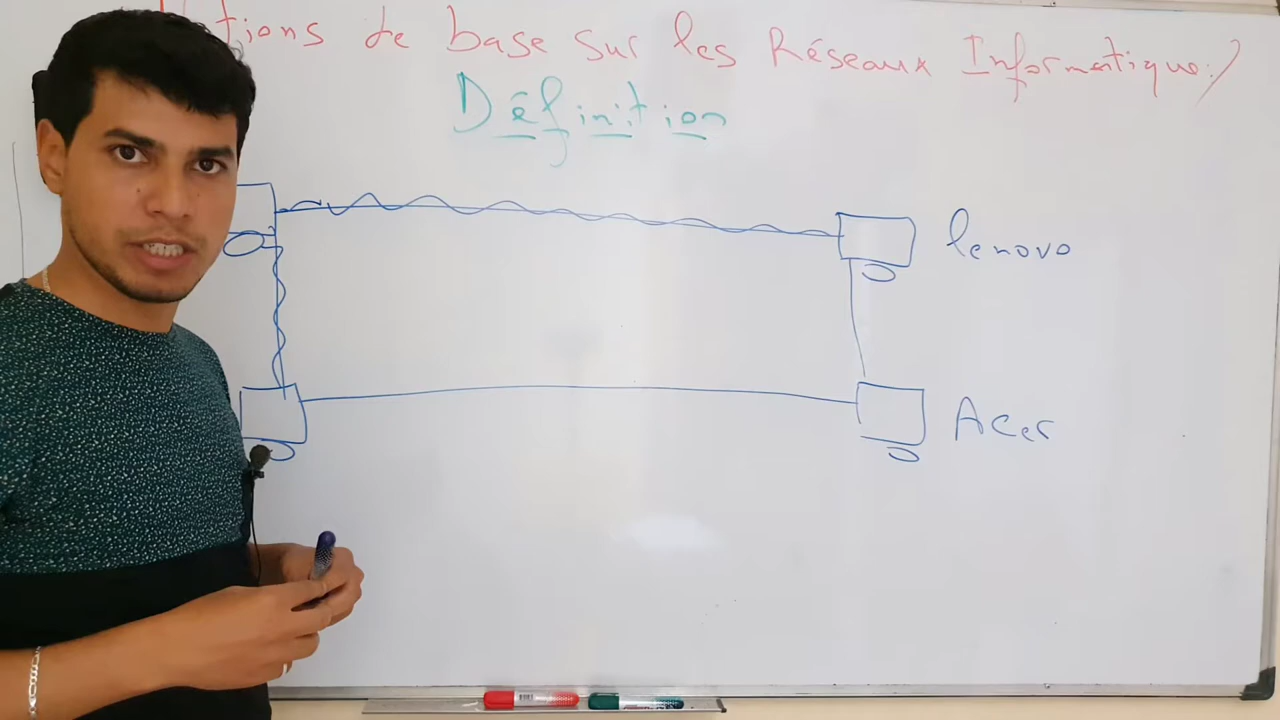 tions de base sur les Réseaux Informatique:/
Définition
lenovo
Acer